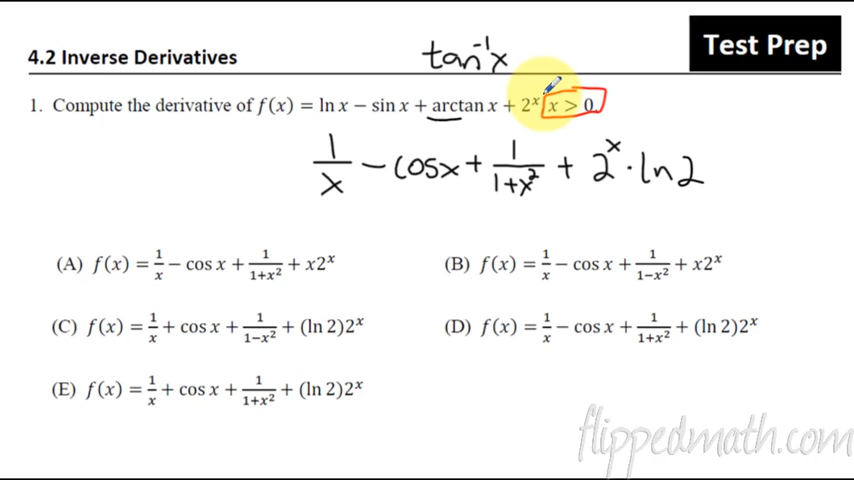 Test Prep
4.2 Inverse Derivatives
tan⁻¹x
1. Compute the derivative of f(x) = ln x − sin x + arctan x + 2ˣ x > 0.
1/x − cosx + 1/(1+x²) + 2ˣ · ln2
(A) f(x) = 1/x − cos x + 1/(1+x²) + x2ˣ
(B) f(x) = 1/x − cos x + 1/(1−x²) + x2ˣ
(C) f(x) = 1/x + cos x + 1/(1−x²) + (ln 2)2ˣ
(D) f(x) = 1/x − cos x + 1/(1+x²) + (ln 2)2ˣ
(E) f(x) = 1/x + cos x + 1/(1+x²) + (ln 2)2ˣ
flippedmath.com